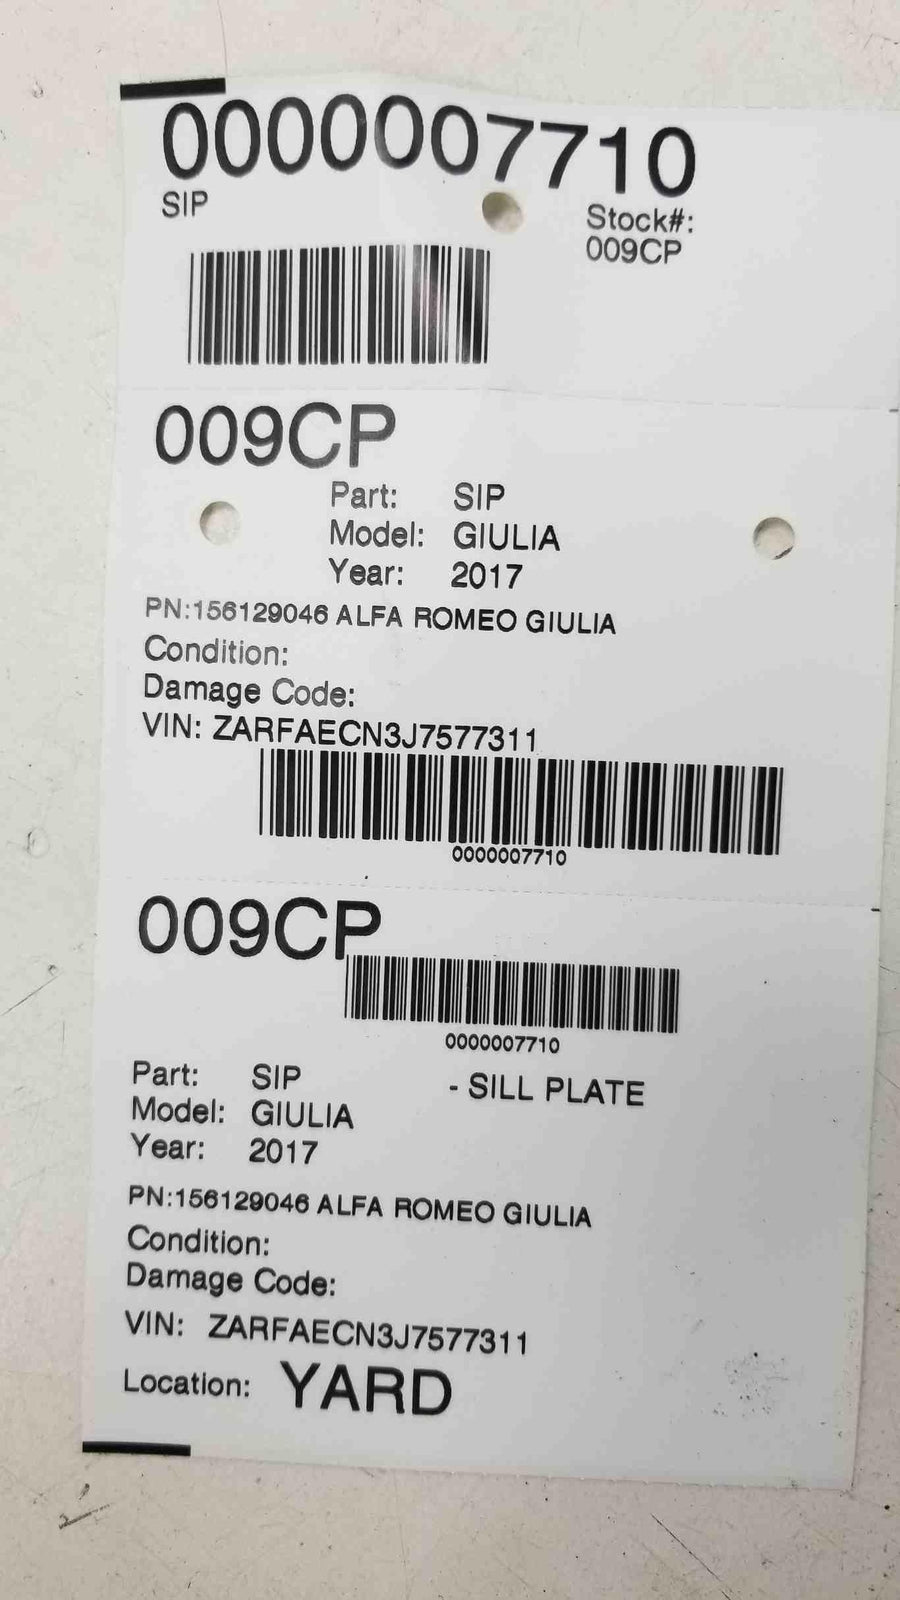 0000007710
SIP
Stock#:
009CP
009CP
Part: SIP
Model: GIULIA
Year: 2017
PN:156129046 ALFA ROMEO GIULIA
Condition:
Damage Code:
VIN: ZARFAECN3J7577311
0000007710
009CP
0000007710
Part: SIP - SILL PLATE
Model: GIULIA
Year: 2017
PN:156129046 ALFA ROMEO GIULIA
Condition:
Damage Code:
VIN: ZARFAECN3J7577311
Location: YARD